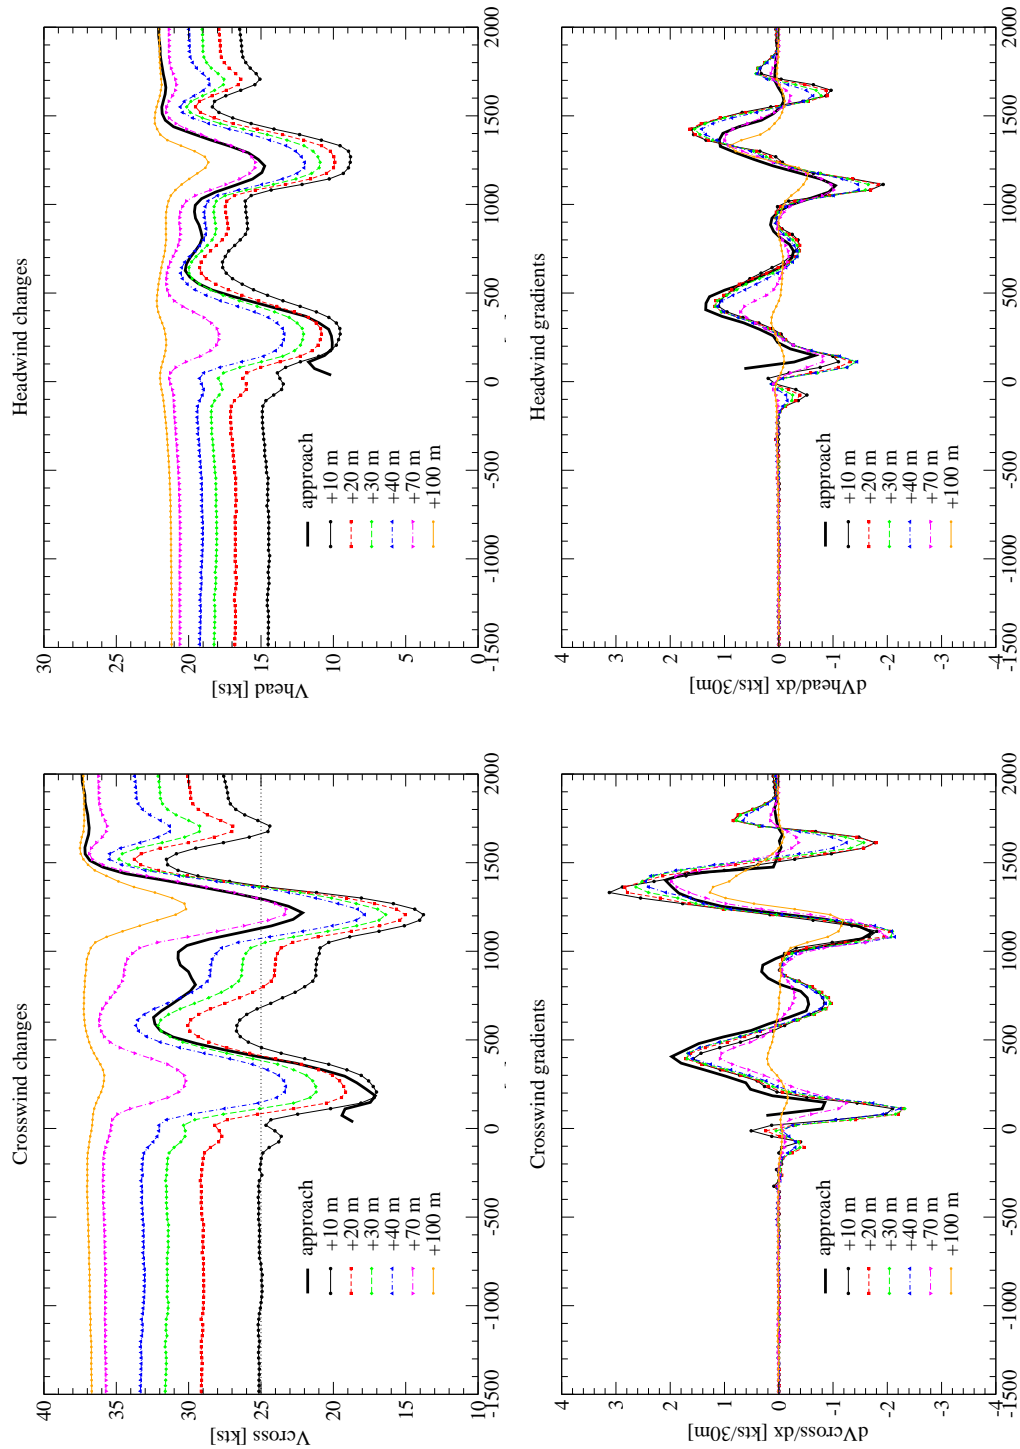 Crosswind changes
40
35
30
25
20
15
10
Vcross [kts]
approach
+10 m
+20 m
+30 m
+40 m
+70 m
+100 m
-1500 -1000 -500 0 500 1000 1500 2000
Headwind changes
30
25
20
15
10
5
0
Vhead [kts]
approach
+10 m
+20 m
+30 m
+40 m
+70 m
+100 m
-1500 -1000 -500 0 500 1000 1500 2000
Crosswind gradients
4
3
2
1
0
-1
-2
-3
-4
dVcross/dx [kts/30m]
approach
+10 m
+20 m
+30 m
+40 m
+70 m
+100 m
-1500 -1000 -500 0 500 1000 1500 2000
Headwind gradients
4
3
2
1
0
-1
-2
-3
-4
dVhead/dx [kts/30m]
approach
+10 m
+20 m
+30 m
+40 m
+70 m
+100 m
-1500 -1000 -500 0 500 1000 1500 2000